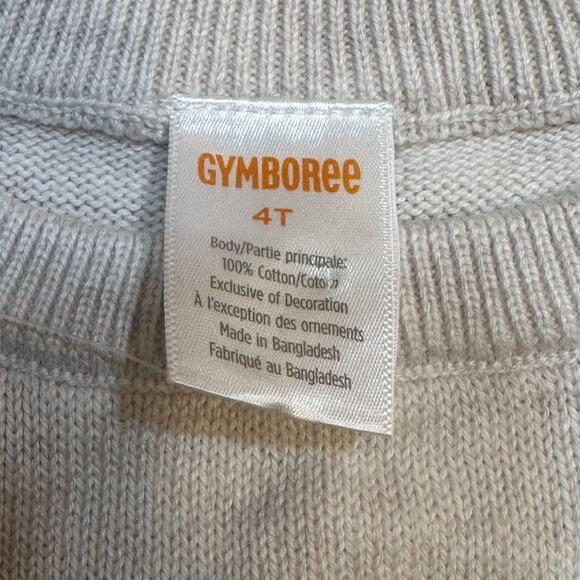 GYMBOREE
4T
Body/Partie principale:
100% Cotton/Coton
Exclusive of Decoration
À l'exception des ornements
Made in Bangladesh
Fabriqué au Bangladesh